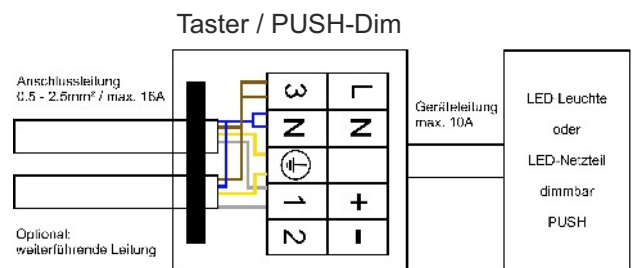 Taster / PUSH-Dim
Anschlussleitung
0.5 - 2.5mm² / max. 16A
3 L
N N
1 +
2 -
Optional:
weiterführende Leitung
Geräteleitung
max. 10A
LED-Leuchte
oder
LED-Netzteil
dimmbar
PUSH